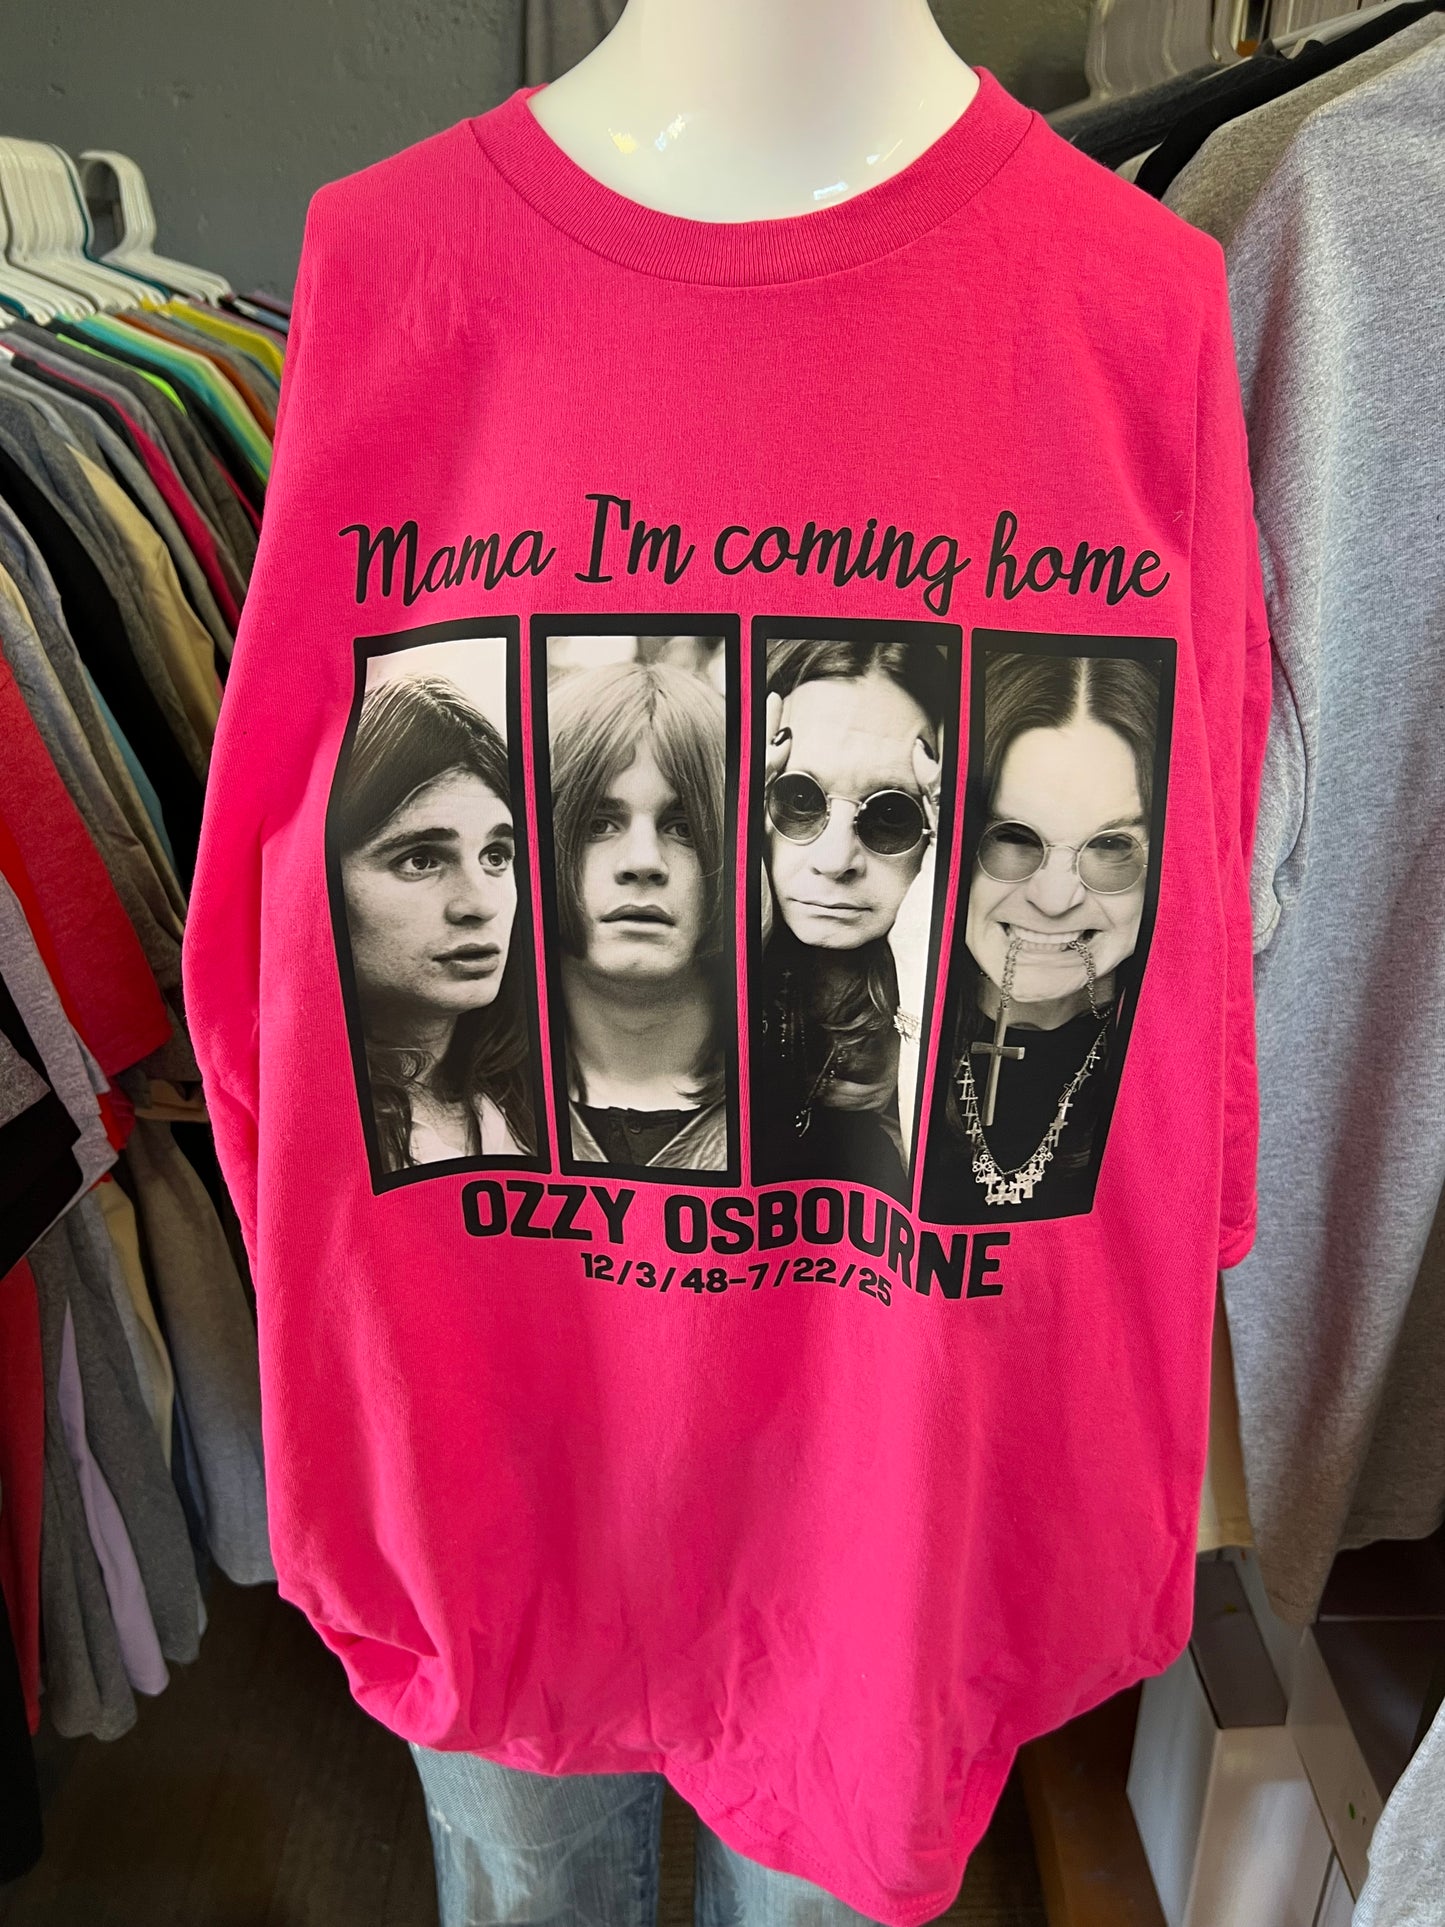 Mama I'm coming home
OZZY OSBOURNE
12/3/48-7/22/25